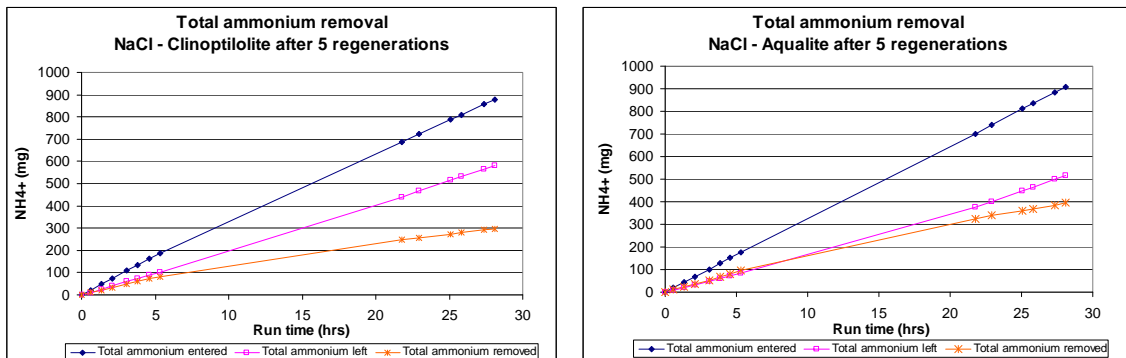 Total ammonium removal
NaCl - Clinoptilolite after 5 regenerations
NH4+ (mg)
1000
900
800
700
600
500
400
300
200
100
0
0 5 10 15 20 25 30
Run time (hrs)
Total ammonium entered Total ammonium left Total ammonium removed
Total ammonium removal
NaCl - Aqualite after 5 regenerations
NH4+ (mg)
1000
900
800
700
600
500
400
300
200
100
0
0 5 10 15 20 25 30
Run time (hrs)
Total ammonium entered Total ammonium left Total ammonium removed